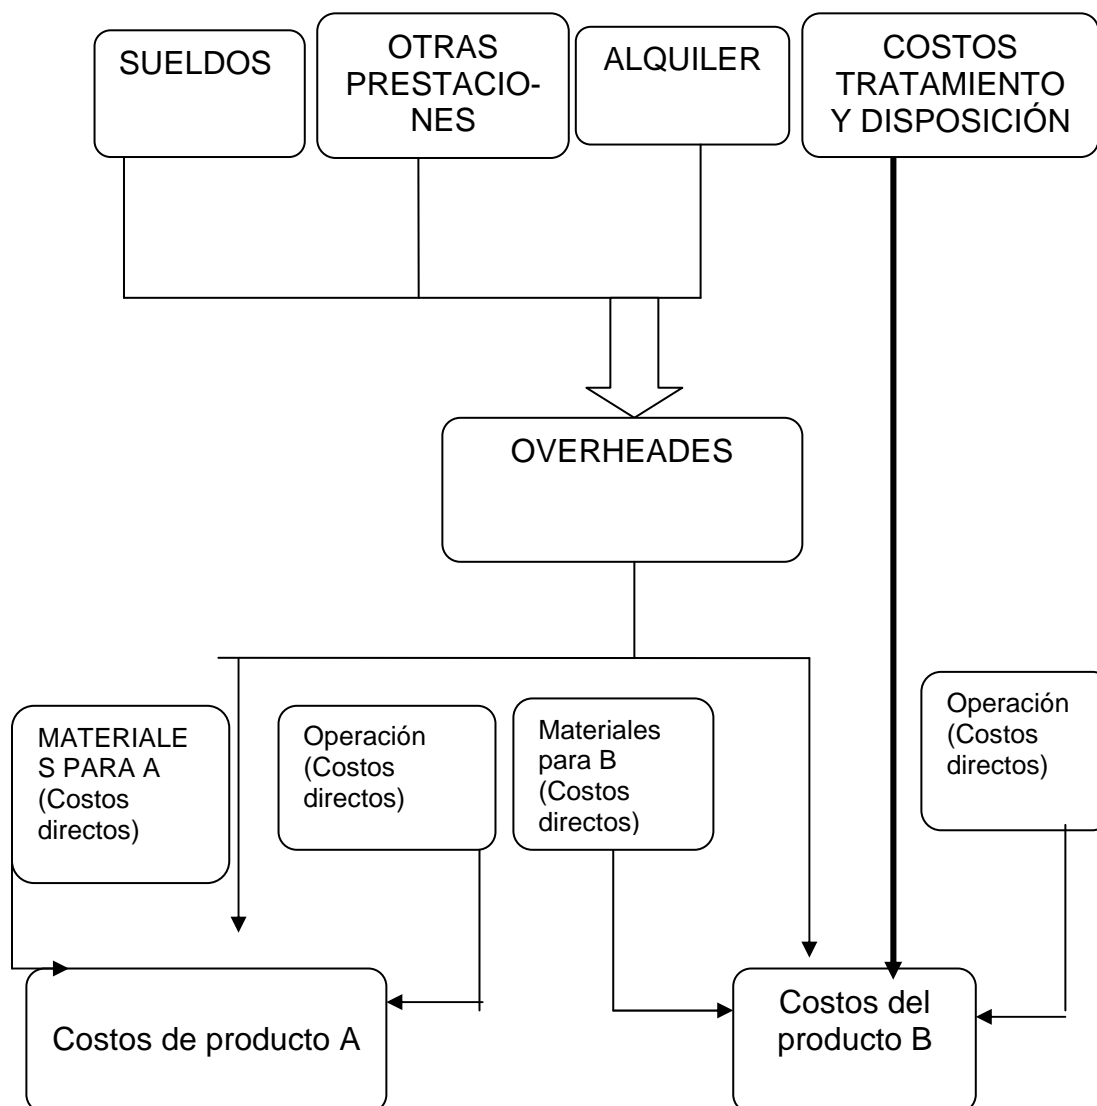 SUELDOS
OTRAS
PRESTACIO-
NES
ALQUILER
COSTOS
TRATAMIENTO
Y DISPOSICIÓN
OVERHEADES
MATERIALE
S PARA A
(Costos
directos)
Operación
(Costos
directos)
Materiales
para B
(Costos
directos)
Operación
(Costos
directos)
Costos de producto A
Costos del
producto B